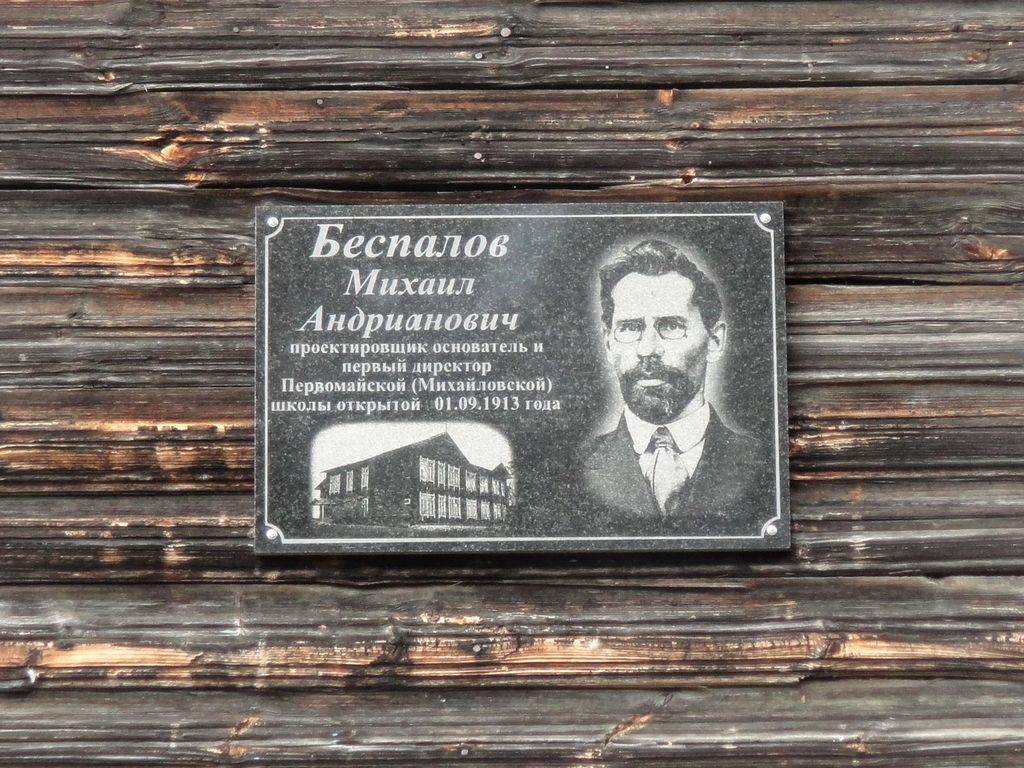 Беспалов
Михаил
Андрианович
проектировщик основатель и
первый директор
Первомайской (Михайловской)
школы открытой 01.09.1913 года